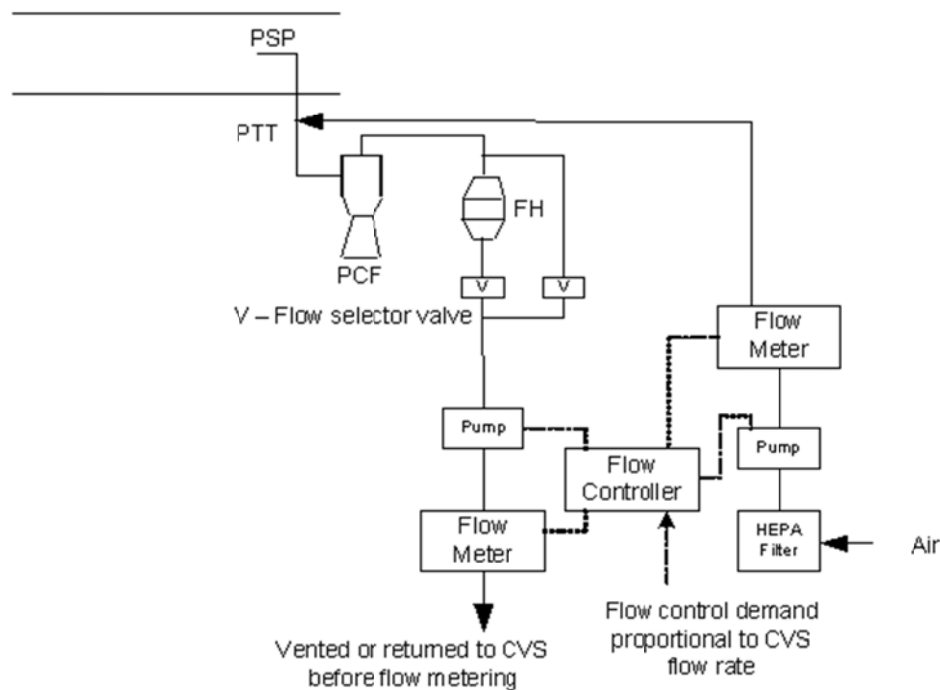 PSP
PTT
FH
PCF
V
V
V – Flow selector valve
Flow
Meter
Pump
Pump
Flow
Controller
Flow
Meter
HEPA
Filter
Air
Vented or returned to CVS
before flow metering
Flow control demand
proportional to CVS
flow rate